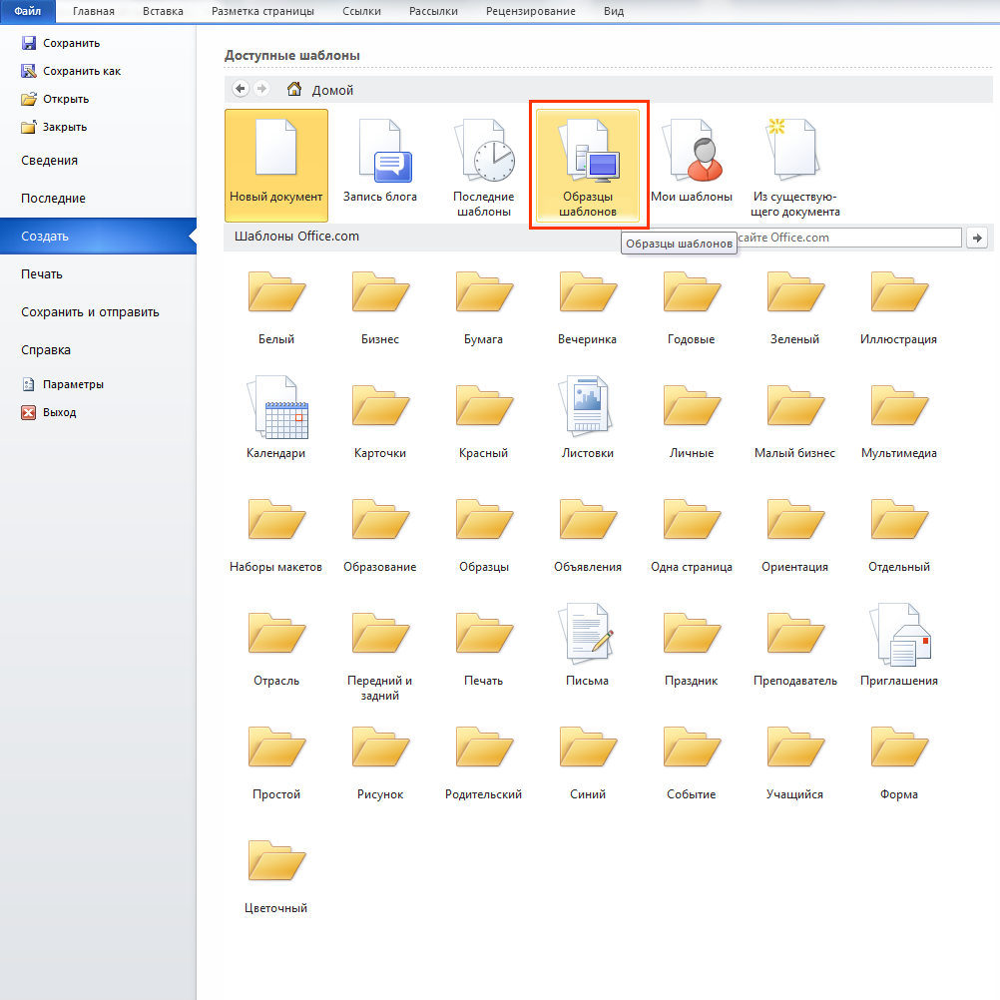 Файл Главная Вставка Разметка страницы Ссылки Рассылки Рецензирование Вид
Сохранить
Сохранить как
Открыть
Закрыть
Сведения
Последние
Создать
Печать
Сохранить и отправить
Справка
Параметры
Выход
Доступные шаблоны
Домой
Новый документ Запись блога Последние шаблоны Образцы шаблонов Мои шаблоны Из существую-
щего документа
Шаблоны Office.com
сайте Office.com
Образцы шаблонов
Белый Бизнес Бумага Вечеринка Годовые Зеленый Иллюстрация
Календари Карточки Красный Листовки Личные Малый бизнес Мультимедиа
Наборы макетов Образование Образцы Объявления Одна страница Ориентация Отдельный
Отрасль Передний и задний Печать Письма Праздник Преподаватель Приглашения
Простой Рисунок Родительский Синий Событие Учащийся Форма
Цветочный